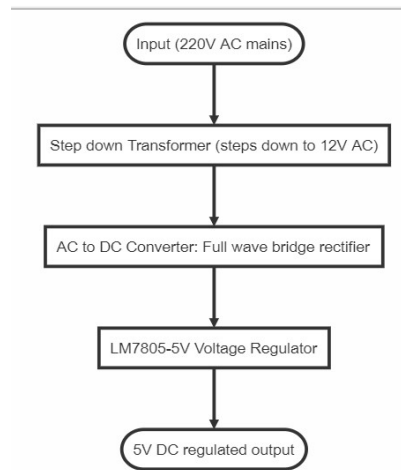 Input (220V AC mains)
Step down Transformer (steps down to 12V AC)
AC to DC Converter: Full wave bridge rectifier
LM7805-5V Voltage Regulator
5V DC regulated output